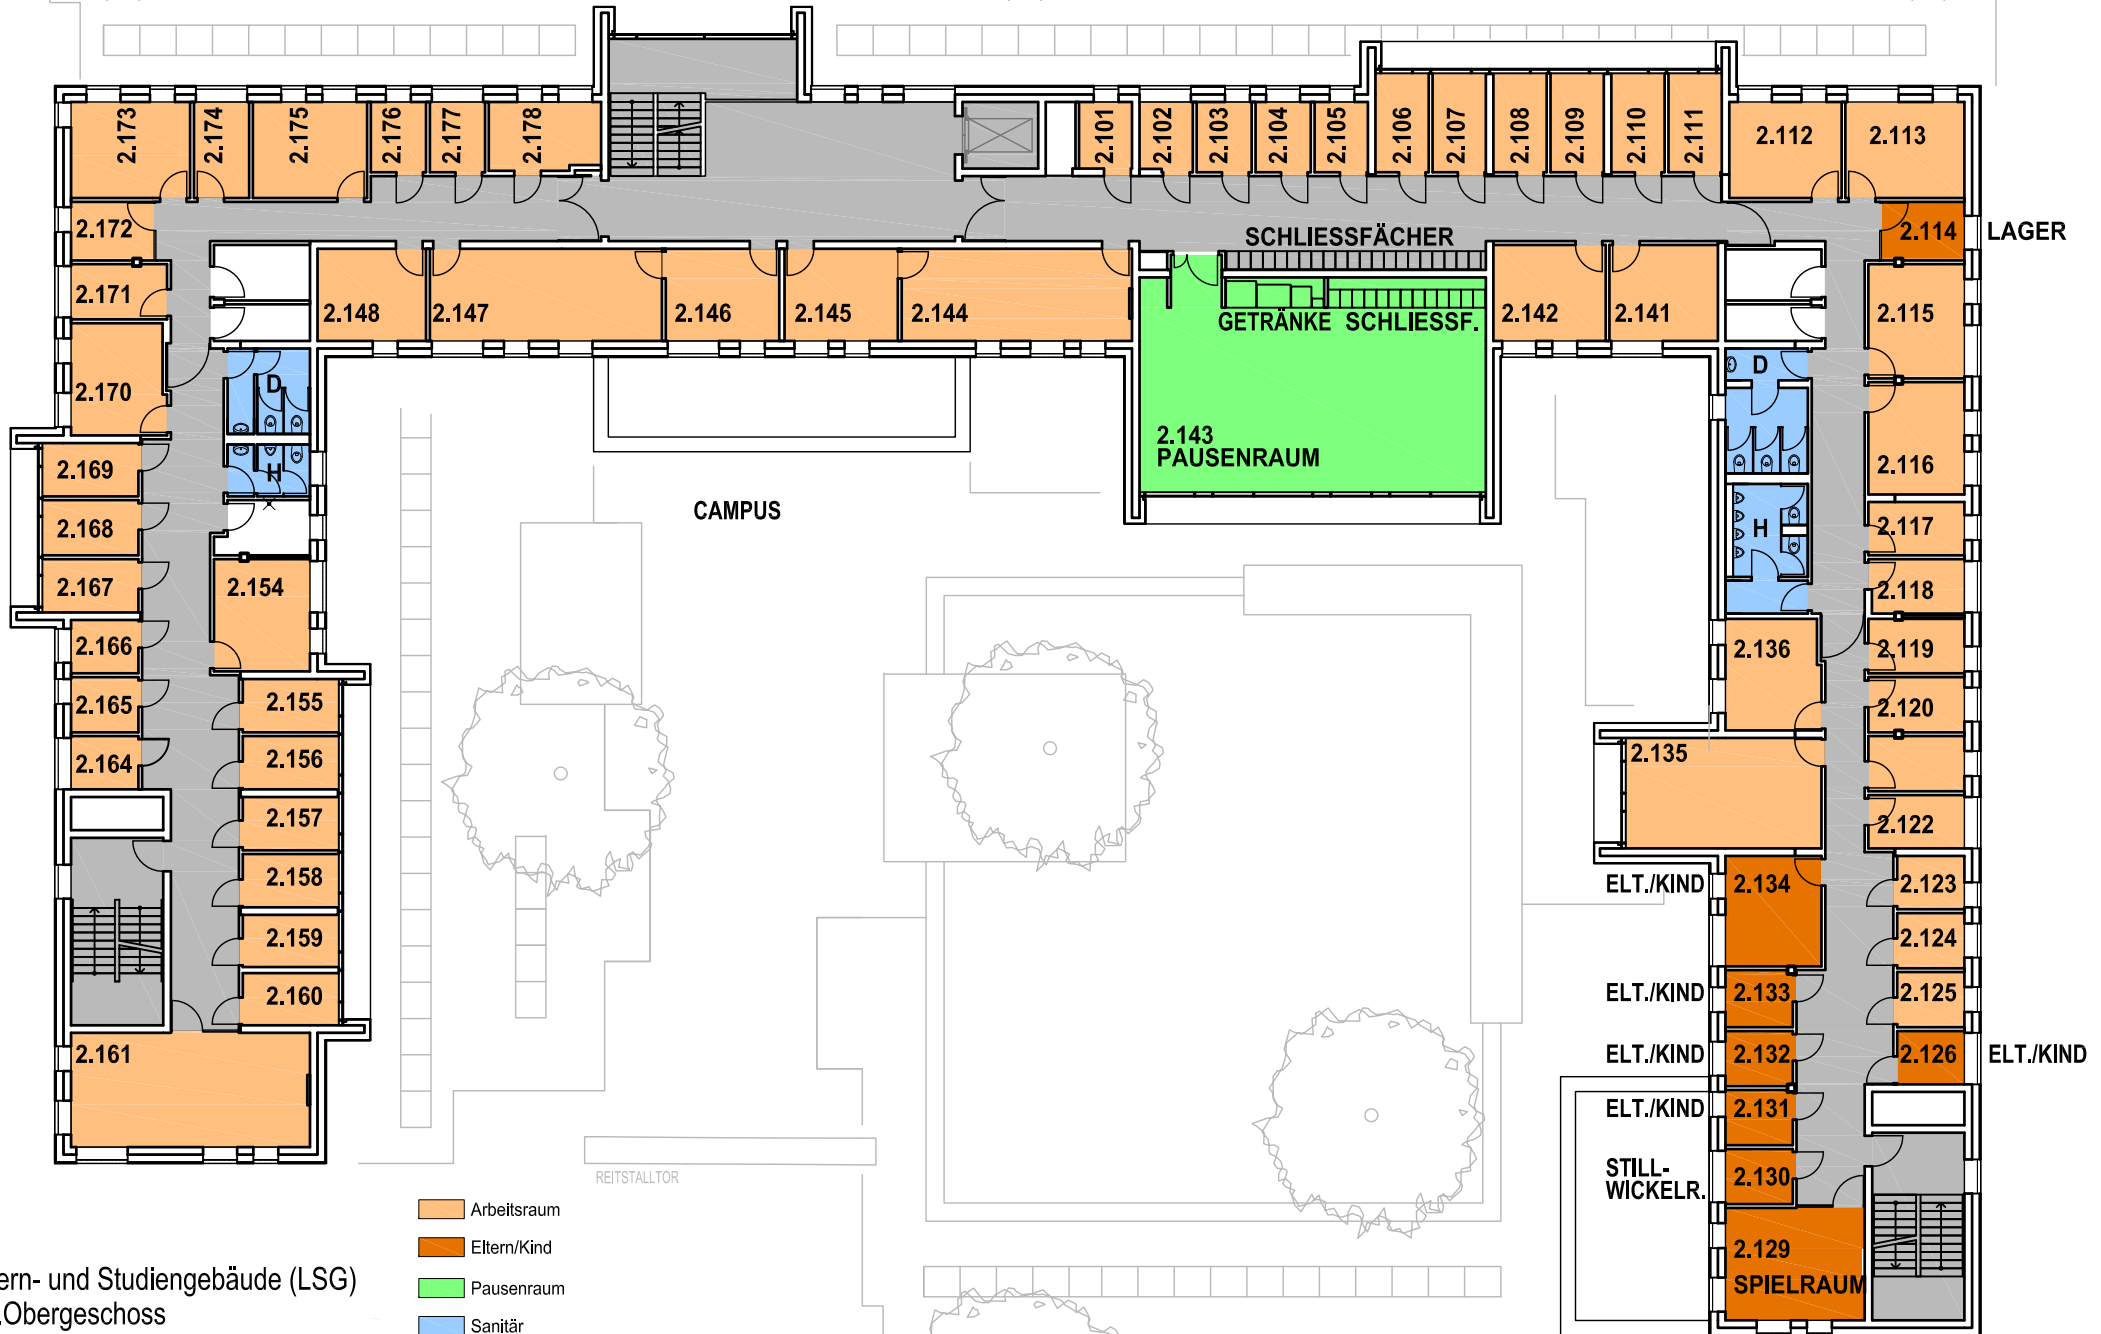 2.173
2.174
2.175
2.176
2.177
2.178
2.101
2.102
2.103
2.104
2.105
2.106
2.107
2.108
2.109
2.110
2.111
2.112
2.113
2.172
2.114
LAGER
SCHLIESSFÄCHER
2.171
2.148
2.147
2.146
2.145
2.144
GETRÄNKE SCHLIESSF.
2.142
2.141
2.115
2.170
D
D
2.143
PAUSENRAUM
2.116
2.169
H
CAMPUS
2.168
H
2.117
2.167
2.154
2.118
2.166
2.136
2.119
2.165
2.155
2.120
2.164
2.156
2.135
2.157
2.122
2.158
ELT./KIND
2.134
2.123
2.159
2.124
2.160
ELT./KIND
2.133
2.125
2.161
ELT./KIND
2.132
2.126
ELT./KIND
ELT./KIND
2.131
REITSTALLTOR
STILL-
WICKELR.
2.130
2.129
SPIELRAUM
Arbeitsraum
Eltern/Kind
Pausenraum
Sanitär
ern- und Studiengebäude (LSG)
.Obergeschoss